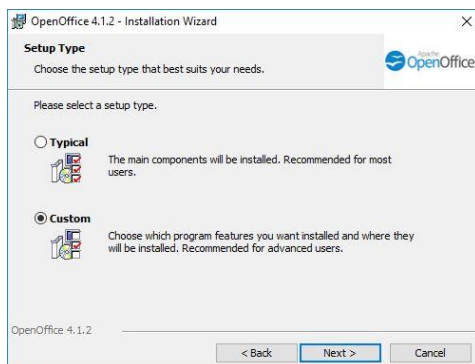 OpenOffice 4.1.2 - Installation Wizard
Setup Type
Choose the setup type that best suits your needs.
Apache
OpenOffice
Please select a setup type.
Typical
The main components will be installed. Recommended for most
users.
Custom
Choose which program features you want installed and where they
will be installed. Recommended for advanced users.
OpenOffice 4.1.2
< Back Next > Cancel